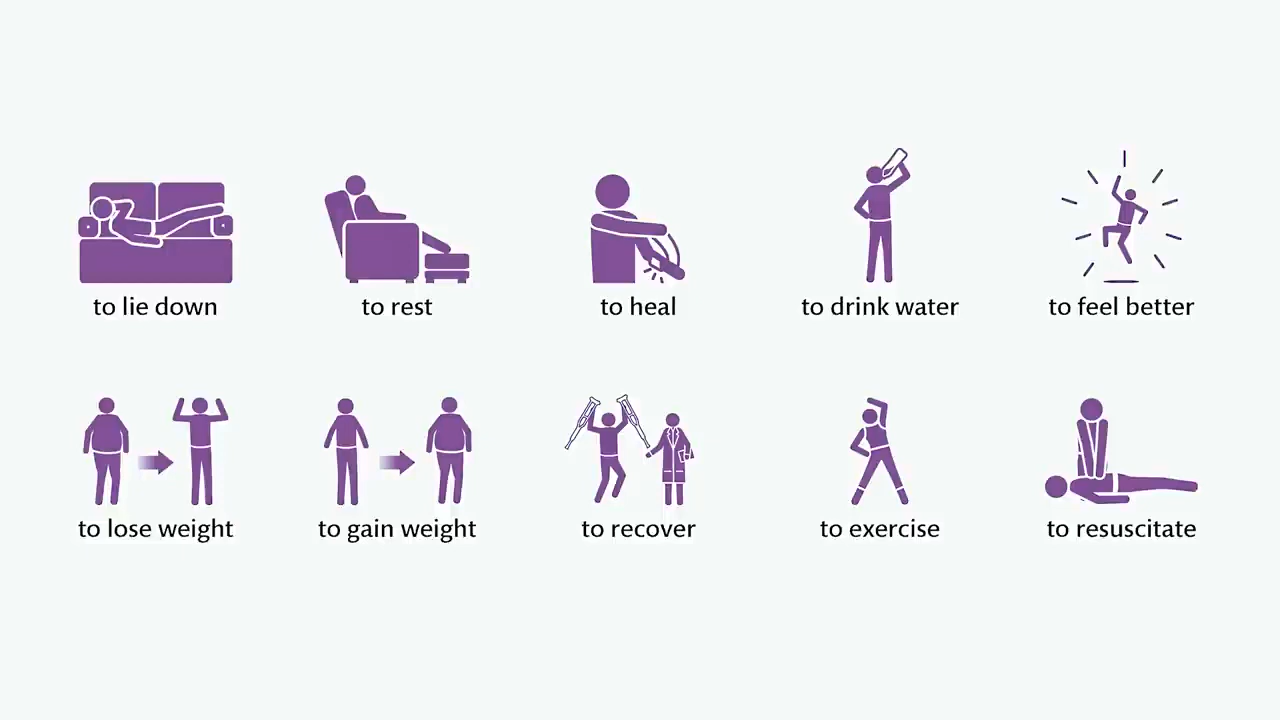 to lie down
to rest
to heal
to drink water
to feel better
to lose weight
to gain weight
to recover
to exercise
to resuscitate